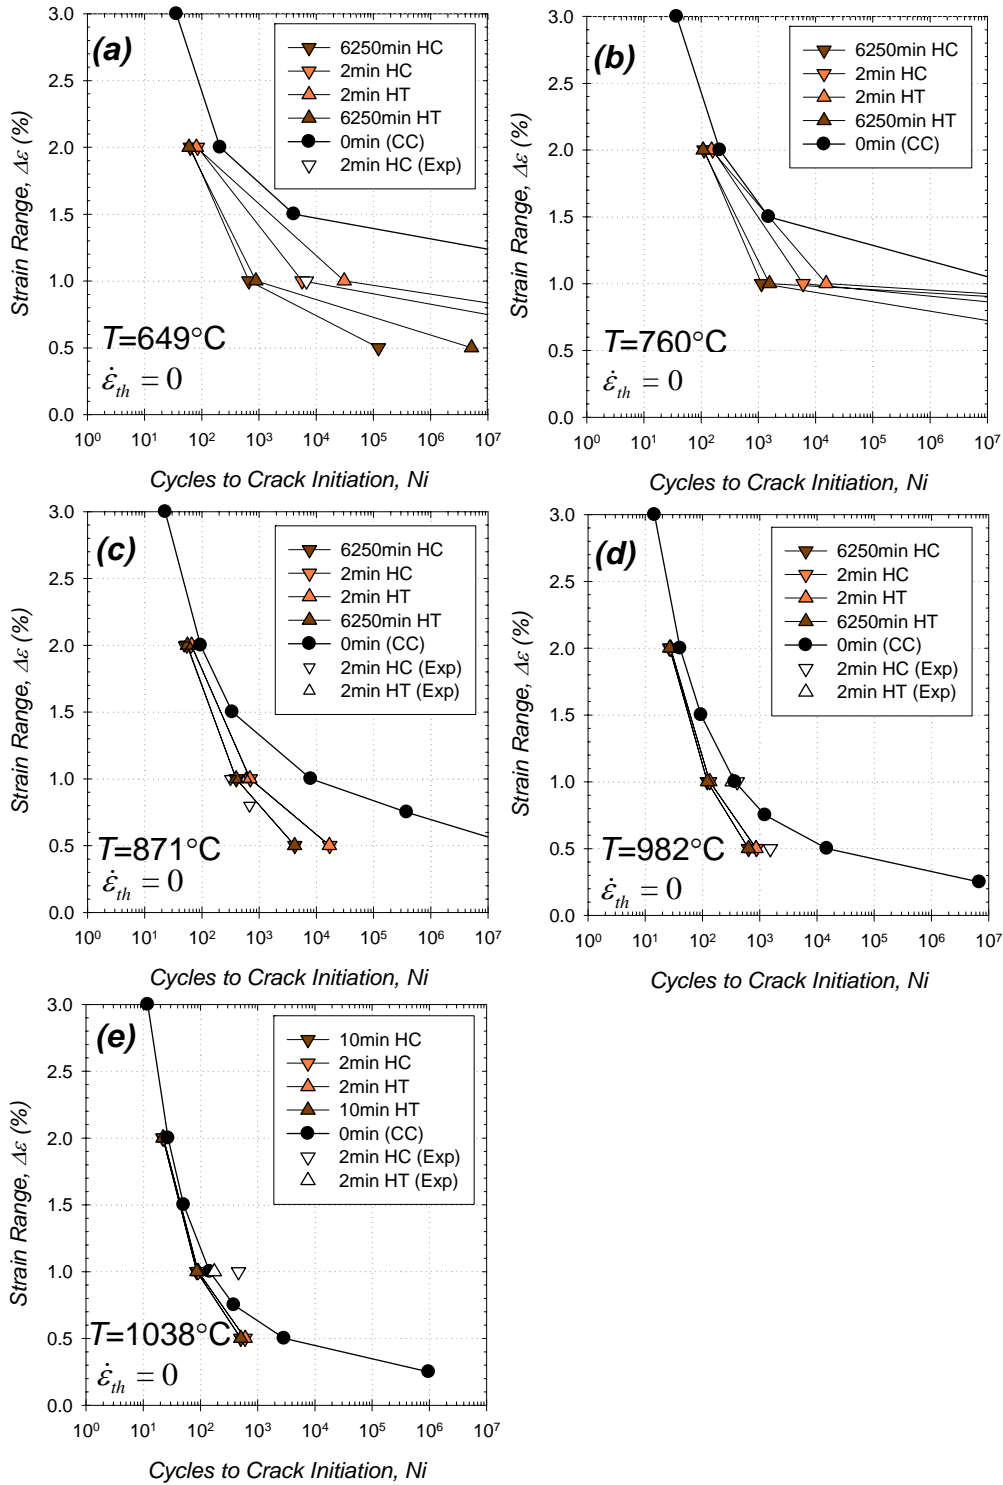 (a)
6250min HC
2min HC
2min HT
6250min HT
0min (CC)
2min HC (Exp)
3.0
2.5
2.0
1.5
1.0
0.5
0.0
Strain Range, Δε (%)
T=649°C
ε̇th = 0
10⁰ 10¹ 10² 10³ 10⁴ 10⁵ 10⁶ 10⁷
Cycles to Crack Initiation, Ni
(b)
6250min HC
2min HC
2min HT
6250min HT
0min (CC)
3.0
2.5
2.0
1.5
1.0
0.5
0.0
Strain Range, Δε (%)
T=760°C
ε̇th = 0
10⁰ 10¹ 10² 10³ 10⁴ 10⁵ 10⁶ 10⁷
Cycles to Crack Initiation, Ni
(c)
6250min HC
2min HC
2min HT
6250min HT
0min (CC)
2min HC (Exp)
2min HT (Exp)
3.0
2.5
2.0
1.5
1.0
0.5
0.0
Strain Range, Δε (%)
T=871°C
ε̇th = 0
10⁰ 10¹ 10² 10³ 10⁴ 10⁵ 10⁶ 10⁷
Cycles to Crack Initiation, Ni
(d)
6250min HC
2min HC
2min HT
6250min HT
0min (CC)
2min HC (Exp)
2min HT (Exp)
3.0
2.5
2.0
1.5
1.0
0.5
0.0
Strain Range, Δε (%)
T=982°C
ε̇th = 0
10⁰ 10¹ 10² 10³ 10⁴ 10⁵ 10⁶ 10⁷
Cycles to Crack Initiation, Ni
(e)
10min HC
2min HC
2min HT
10min HT
0min (CC)
2min HC (Exp)
2min HT (Exp)
3.0
2.5
2.0
1.5
1.0
0.5
0.0
Strain Range, Δε (%)
T=1038°C
ε̇th = 0
10⁰ 10¹ 10² 10³ 10⁴ 10⁵ 10⁶ 10⁷
Cycles to Crack Initiation, Ni